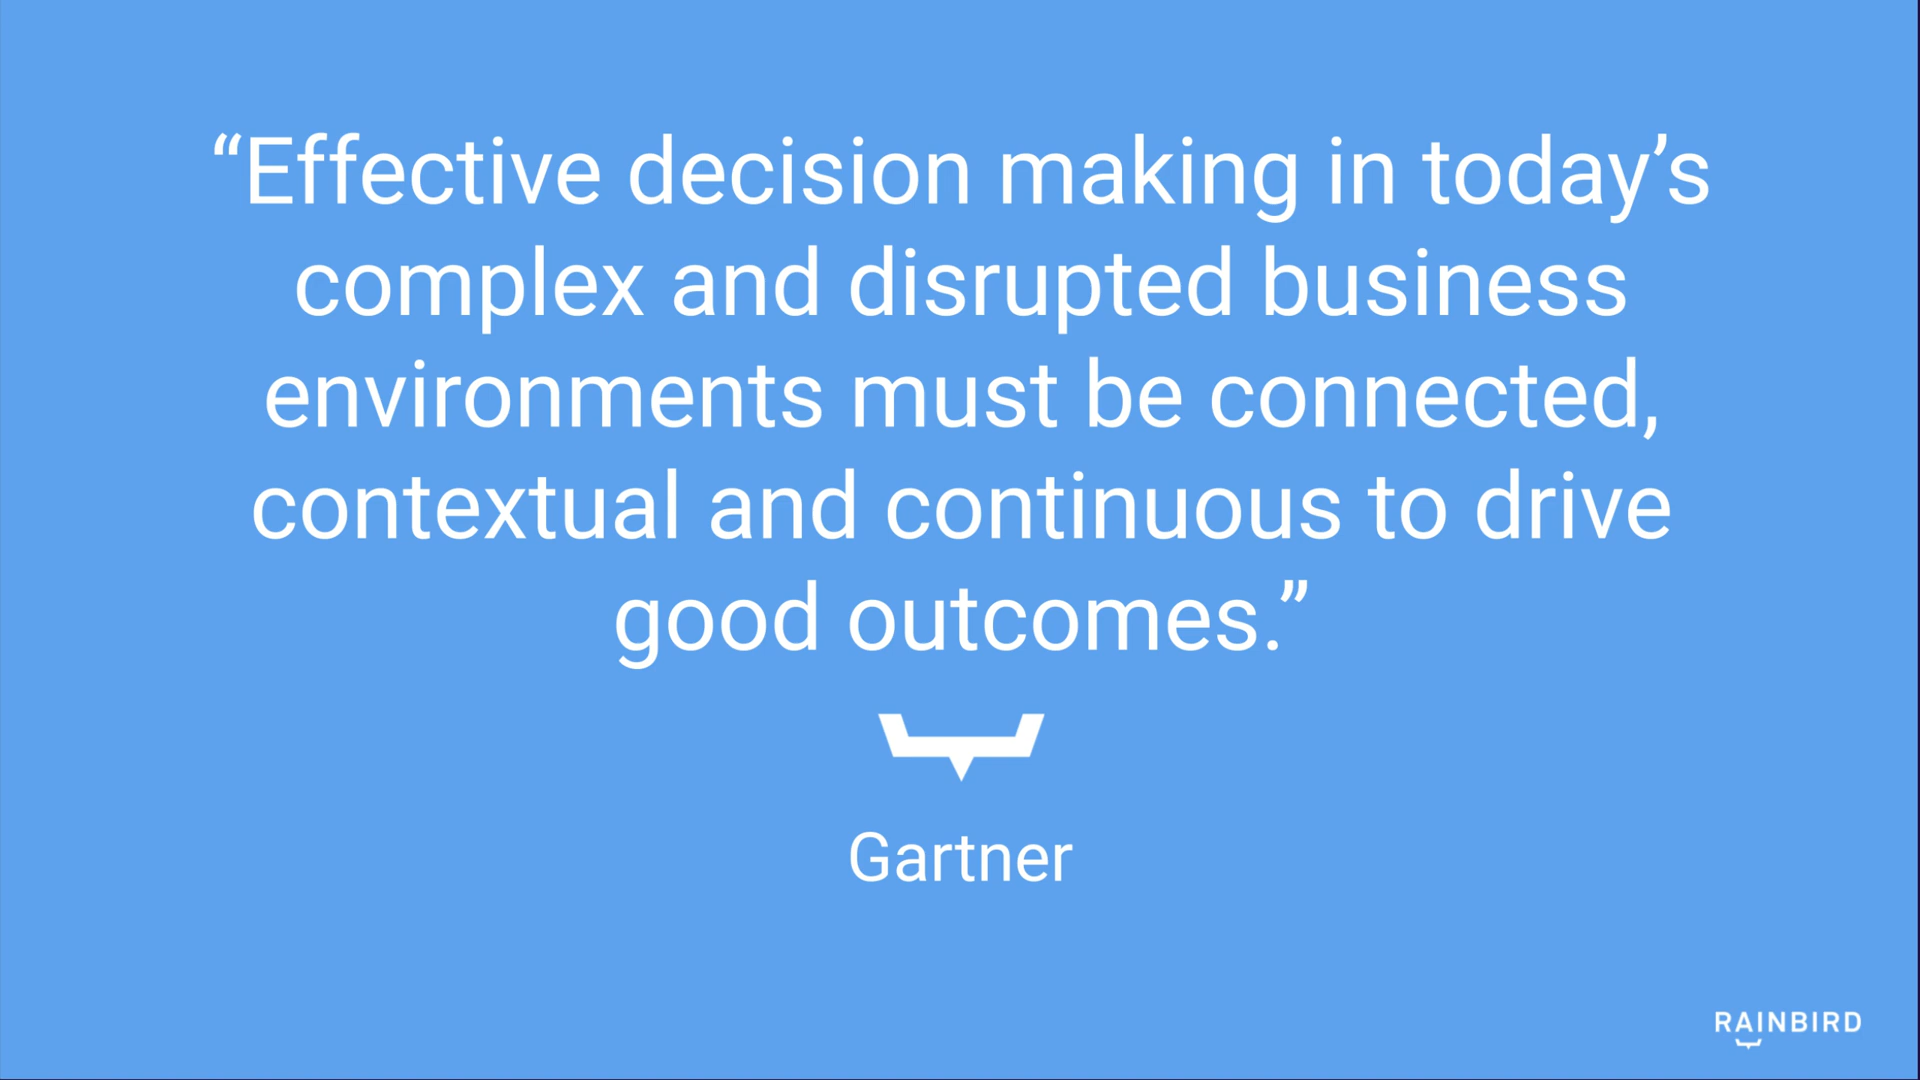 “Effective decision making in today’s
complex and disrupted business
environments must be connected,
contextual and continuous to drive
good outcomes.”
Gartner
RAINBIRD